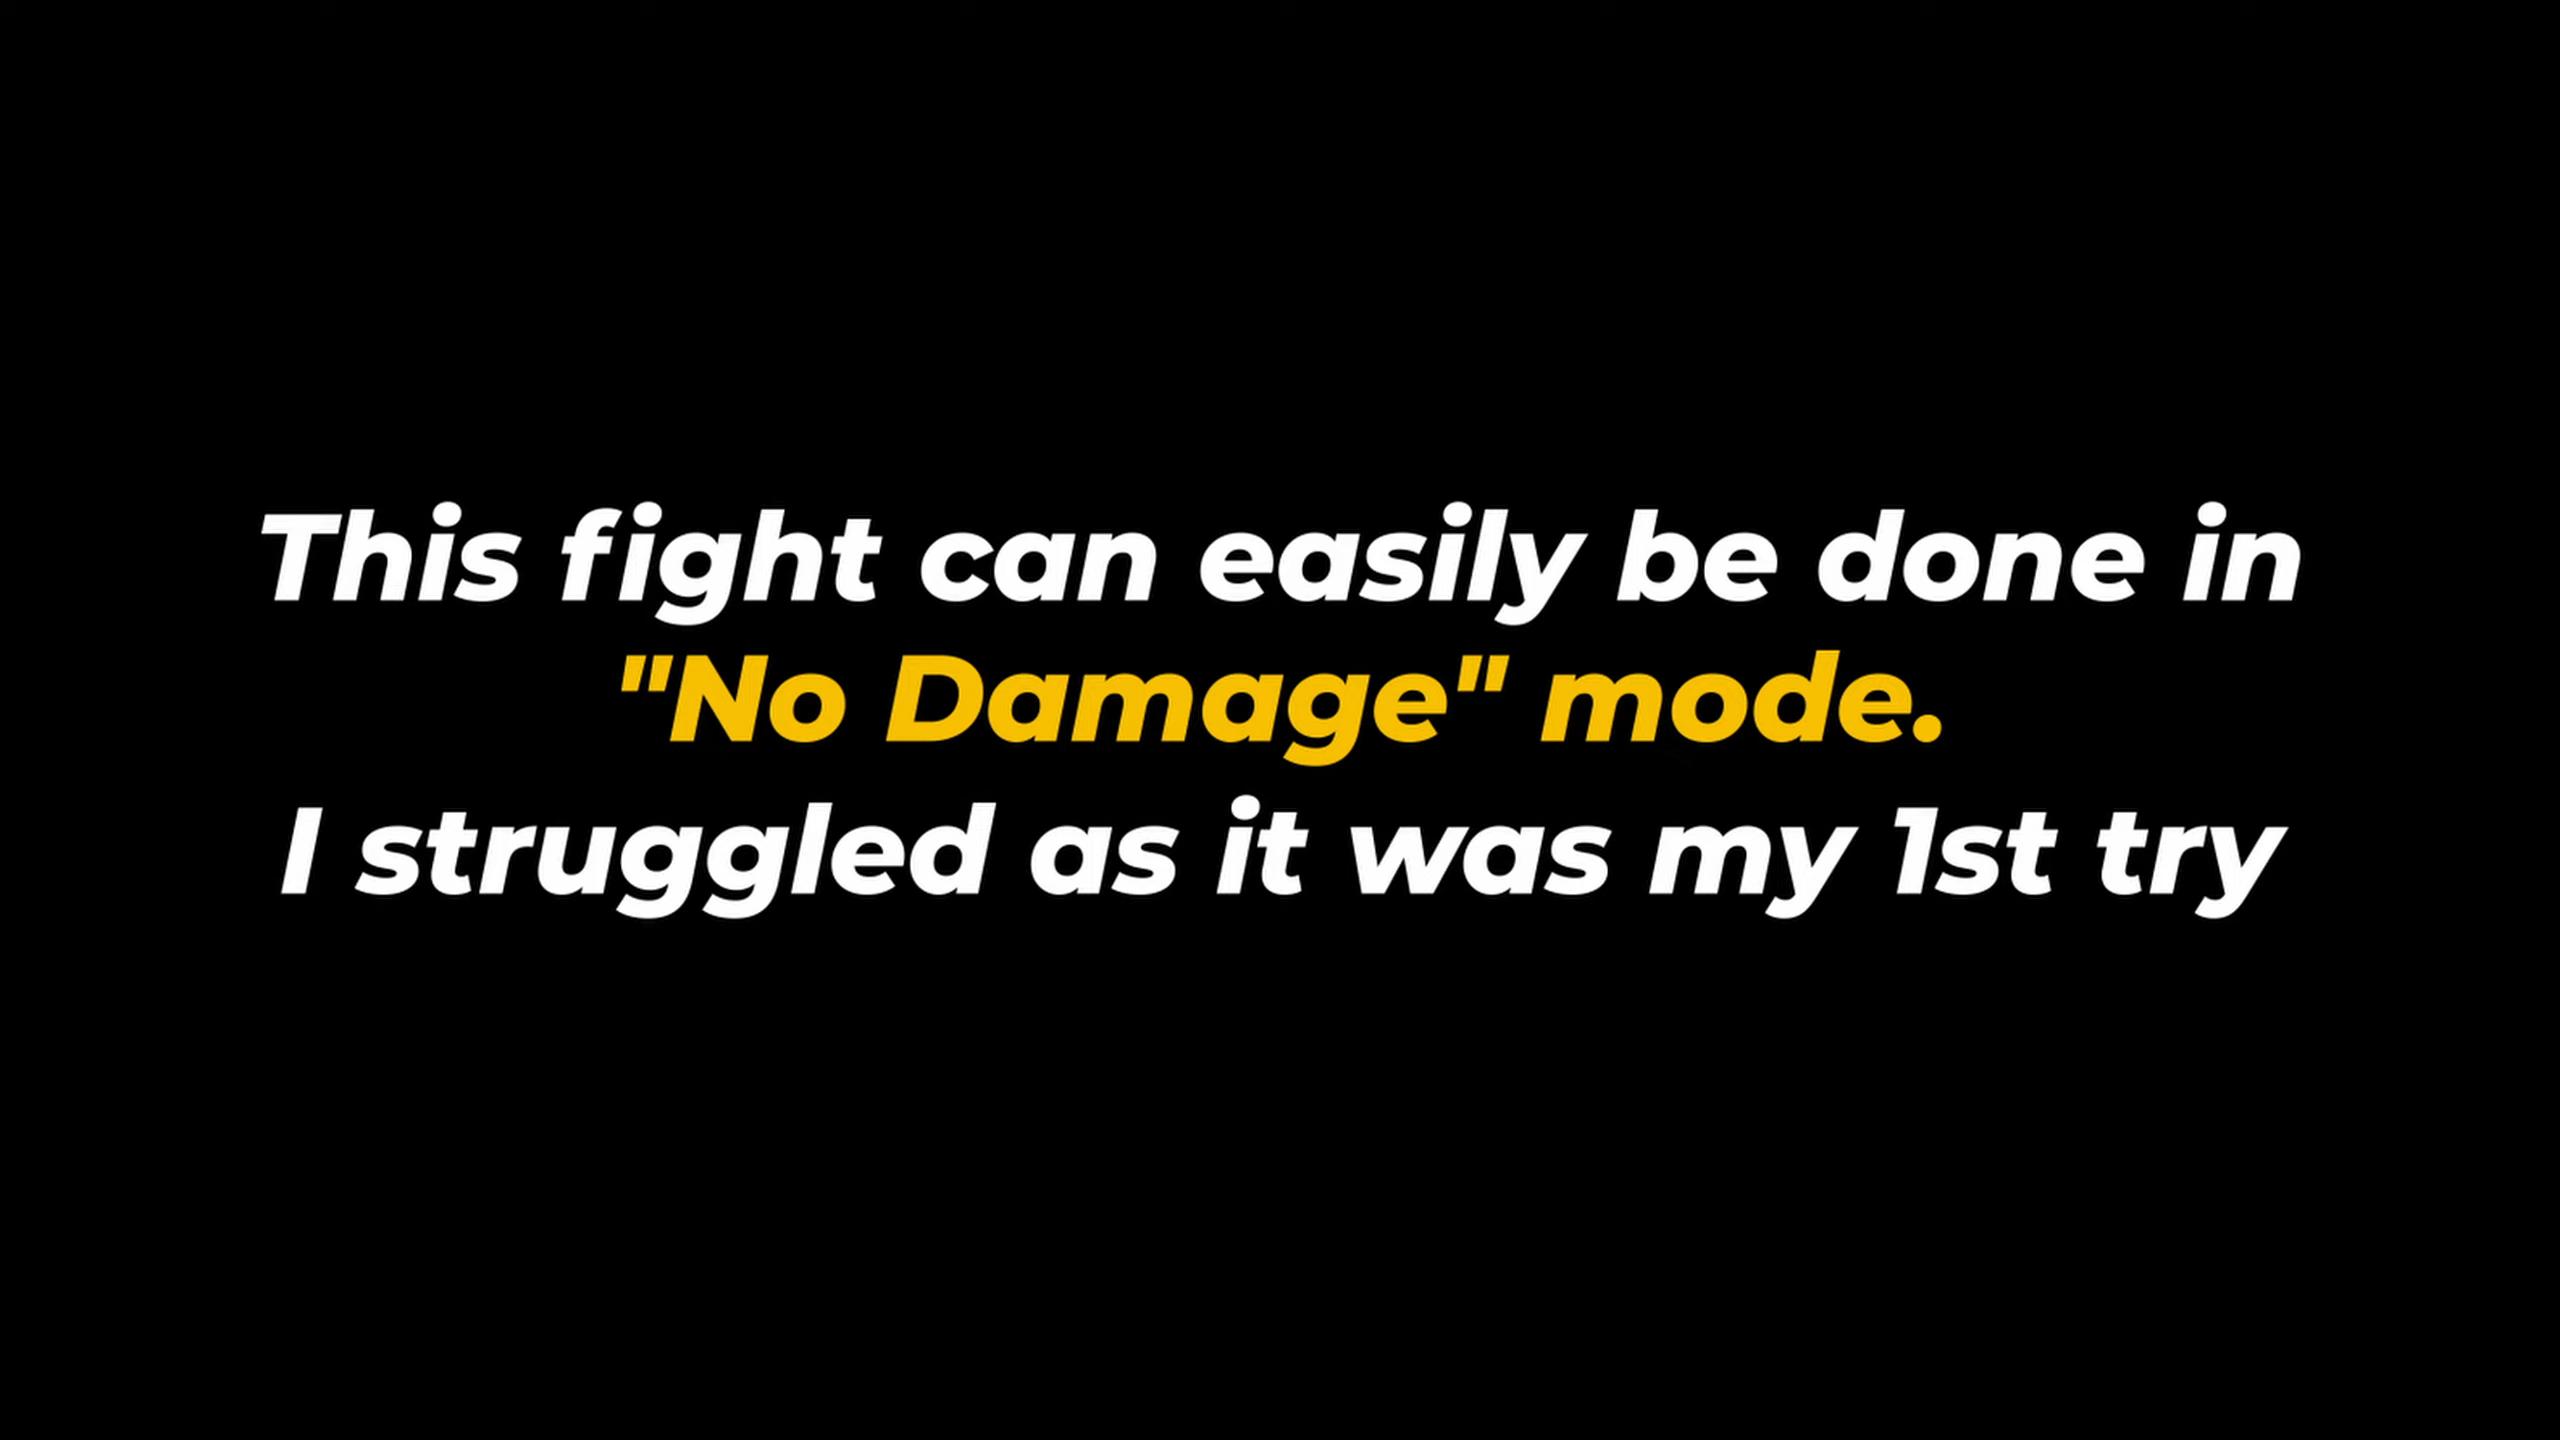 This fight can easily be done in
"No Damage" mode.
I struggled as it was my 1st try